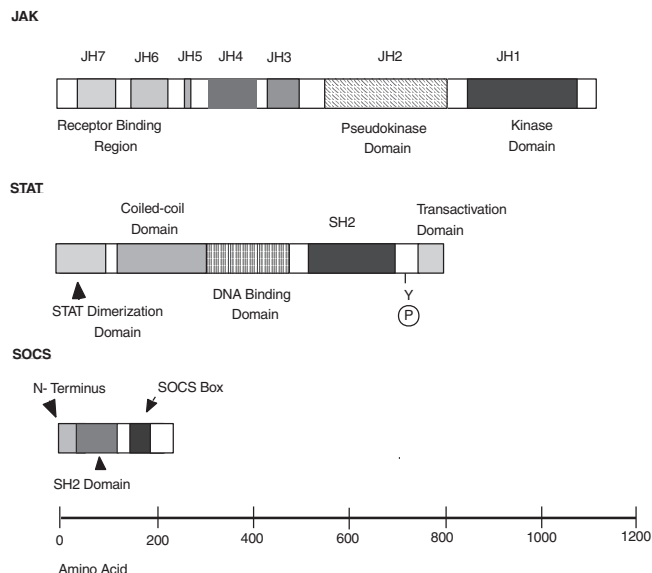 JAK
JH7 JH6 JH5 JH4 JH3 JH2 JH1
Receptor Binding
Region
Pseudokinase
Domain
Kinase
Domain
STAT
Coiled-coil
Domain
SH2
Transactivation
Domain
STAT Dimerization
Domain
DNA Binding
Domain
Y
P
SOCS
N- Terminus
SOCS Box
SH2 Domain
0 200 400 600 800 1000 1200
Amino Acid